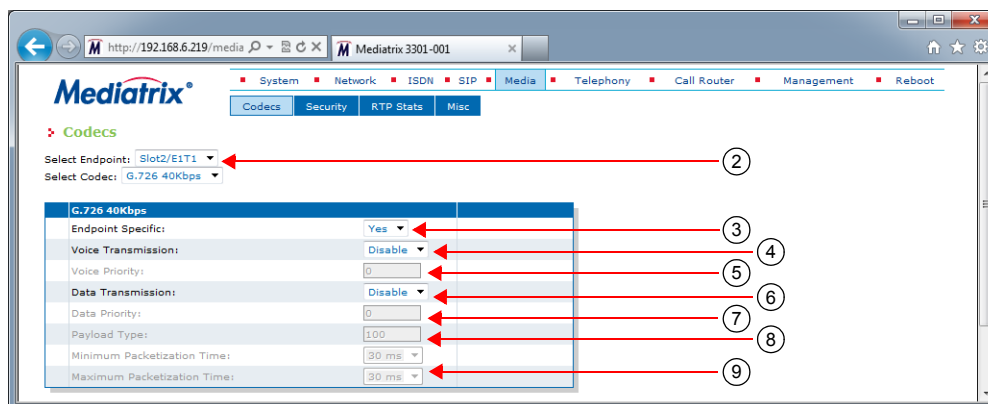 http://192.168.6.219/media
Mediatrix 3301-001
Mediatrix®
System Network ISDN SIP Media Telephony Call Router Management Reboot
Codecs Security RTP Stats Misc
Codecs
Select Endpoint: Slot2/E1T1
2
Select Codec: G.726 40Kbps
G.726 40Kbps
Endpoint Specific: Yes
3
Voice Transmission: Disable
4
Voice Priority: 0
5
Data Transmission: Disable
6
Data Priority: 0
7
Payload Type: 100
8
Minimum Packetization Time: 30 ms
Maximum Packetization Time: 30 ms
9